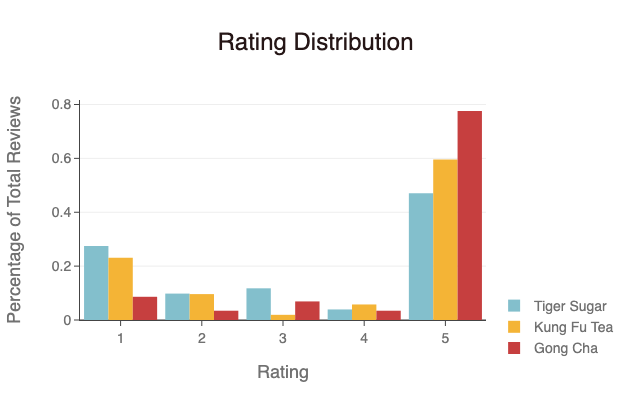 Rating Distribution
Percentage of Total Reviews
0.8
0.6
0.4
0.2
0
1 2 3 4 5
Rating
Tiger Sugar
Kung Fu Tea
Gong Cha